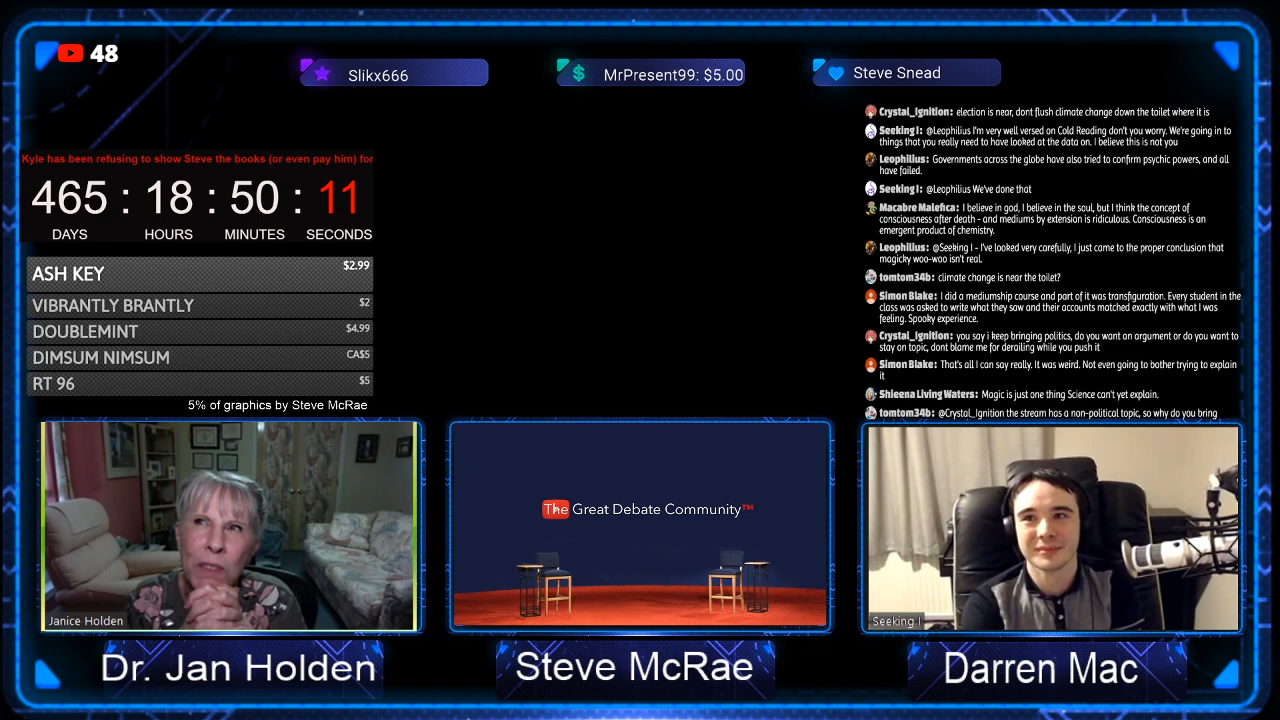 48
Slikx666
MrPresent99: $5.00
Steve Snead
Kyle has been refusing to show Steve the books (or even pay him) for
465 : 18 : 50 : 11
DAYS HOURS MINUTES SECONDS
ASH KEY $2.99
VIBRANTLY BRANTLY $2
DOUBLEMINT $4.99
DIMSUM NIMSUM CA$5
RT 96 $5
5% of graphics by Steve McRae
Crystal_Ignition: election is near, dont flush climate change down the toilet where it is
Seeking I: @Leophilius I'm very well versed on Cold Reading don't you worry. We're going in to
things that you really need to have looked at the data on. I believe this is not you
Leophilius: Governments across the globe have also tried to confirm psychic powers, and all
have failed.
Seeking I: @Leophilius We've done that
Macabre Malefica: I believe in god, I believe in the soul, but I think the concept of
consciousness after death - and mediums by extension is ridiculous. Consciousness is an
emergent product of chemistry.
Leophilius: @Seeking I - I've looked very carefully, I just came to the proper conclusion that
magicky woo-woo isn't real.
tomtom34b: climate change is near the toilet?
Simon Blake: I did a mediumship course and part of it was transfiguration. Every student in the
class was asked to write what they saw and their accounts matched exactly with what I was
feeling. Spooky experience.
Crystal_Ignition: you say i keep bringing politics, do you want an argument or do you want to
stay on topic, dont blame me for derailing while you push it
Simon Blake: That's all I can say really. It was weird. Not even going to bother trying to explain
it
Shieena Living Waters: Magic is just one thing Science can't yet explain.
tomtom34b: @Crystal_Ignition the stream has a non-political topic, so why do you bring
Janice Holden
The Great Debate Community™
Seeking I
Dr. Jan Holden
Steve McRae
Darren Mac